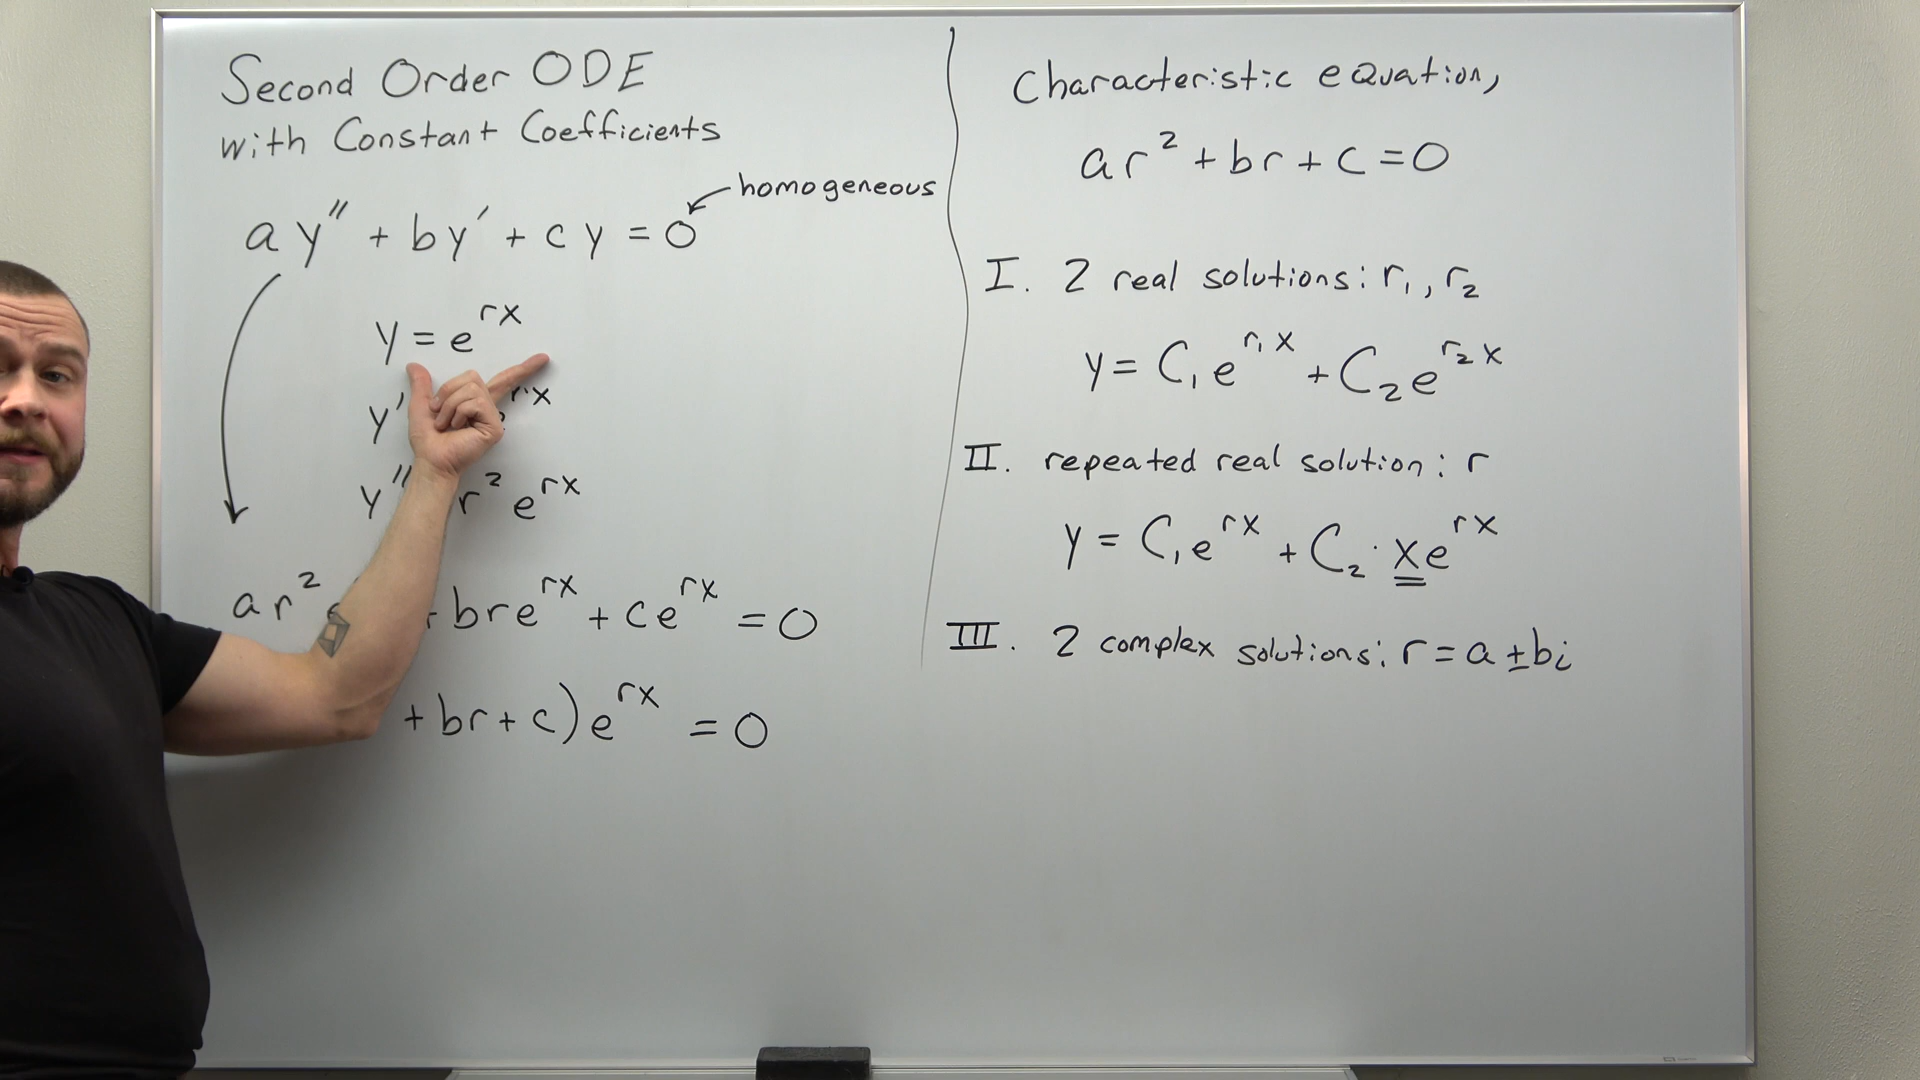 Second Order ODE
with Constant Coefficients
ay″ + by′ + cy = 0
homogeneous
y = e^rx
y′ e^rx
y″ r² e^rx
ar² + bre^rx + ce^rx = 0
+ br + c) e^rx = 0
Characteristic equation,
ar² + br + c = 0
I. 2 real solutions: r₁, r₂
y = C₁e^r₁x + C₂e^r₂x
II. repeated real solution: r
y = C₁e^rx + C₂ · xe^rx
III. 2 complex solutions: r = a ± bi